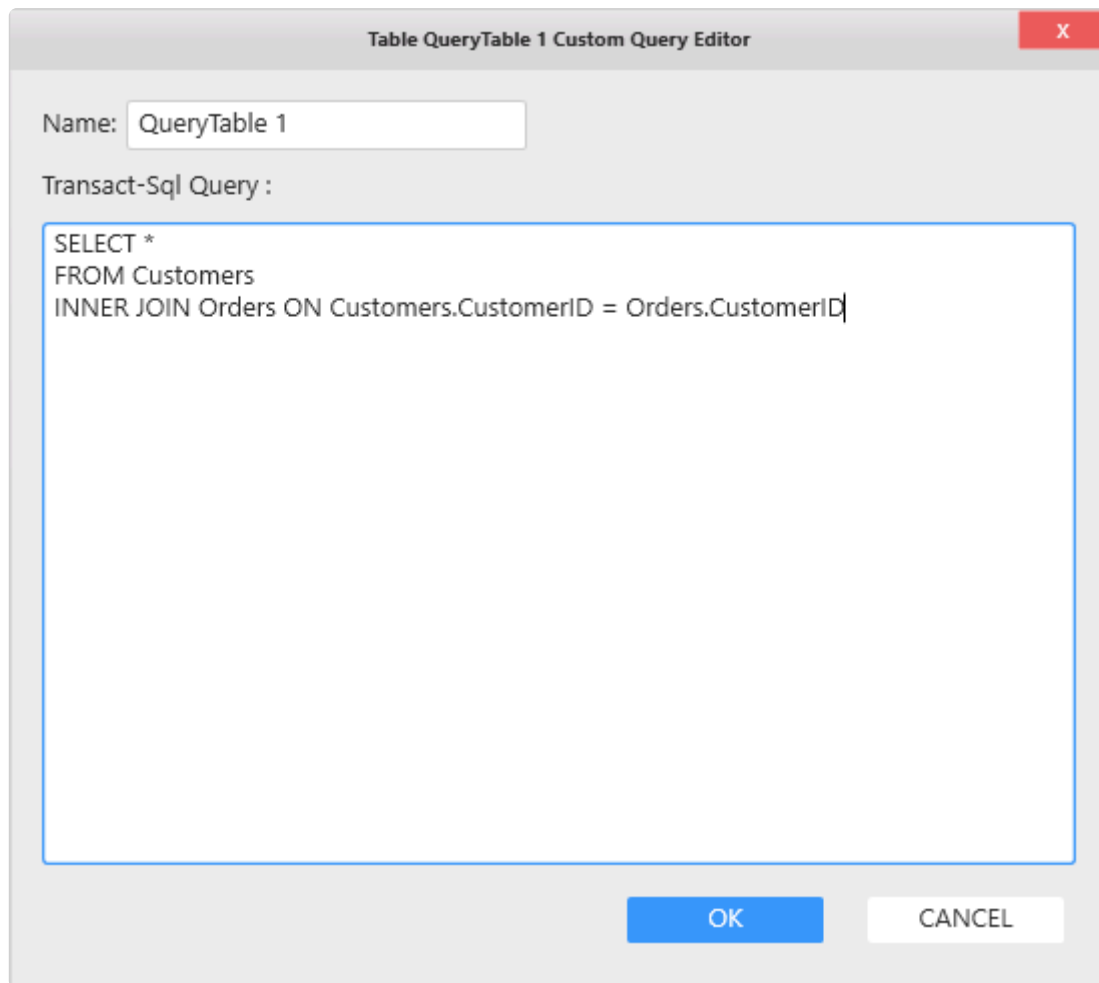 Table QueryTable 1 Custom Query Editor
X
Name: QueryTable 1
Transact-Sql Query :
SELECT *
FROM Customers
INNER JOIN Orders ON Customers.CustomerID = Orders.CustomerID
OK CANCEL